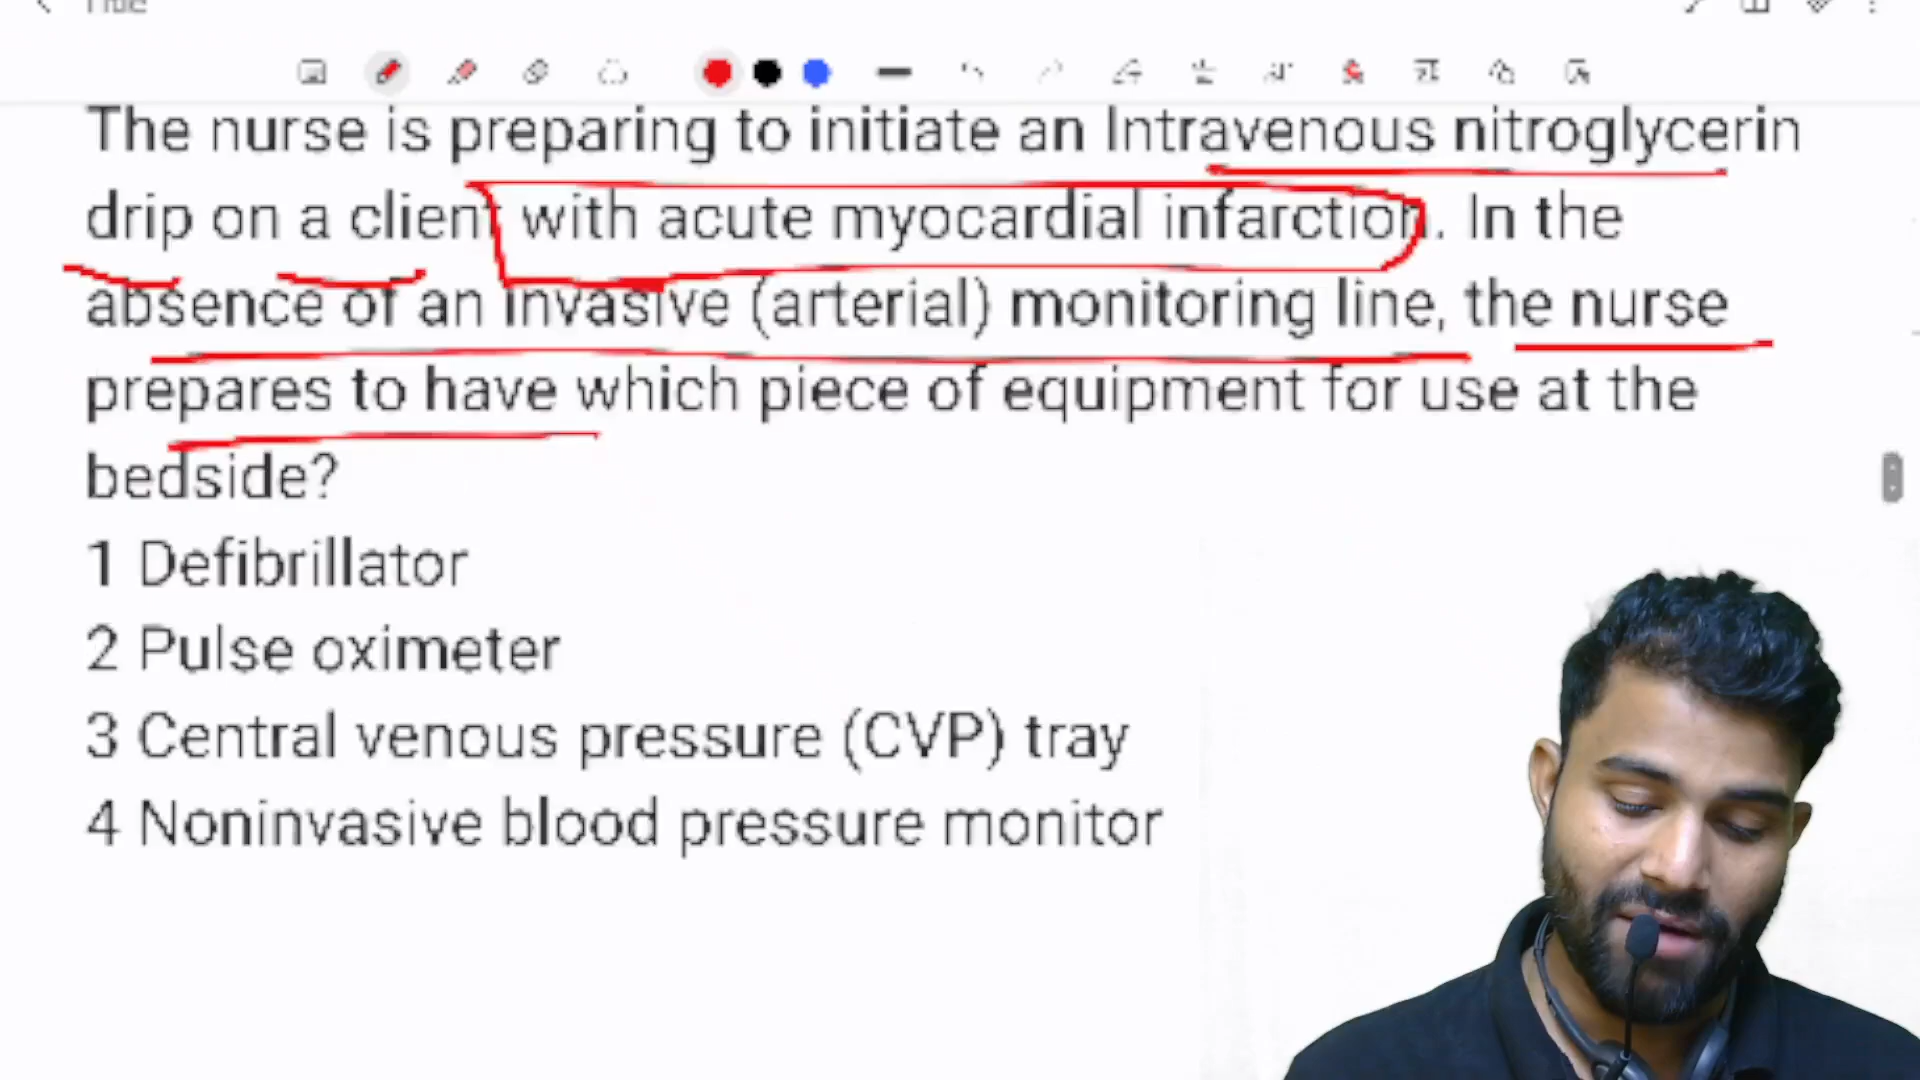 Title
The nurse is preparing to initiate an Intravenous nitroglycerin
drip on a client with acute myocardial infarction. In the
absence of an invasive (arterial) monitoring line, the nurse
prepares to have which piece of equipment for use at the
bedside?
1 Defibrillator
2 Pulse oximeter
3 Central venous pressure (CVP) tray
4 Noninvasive blood pressure monitor